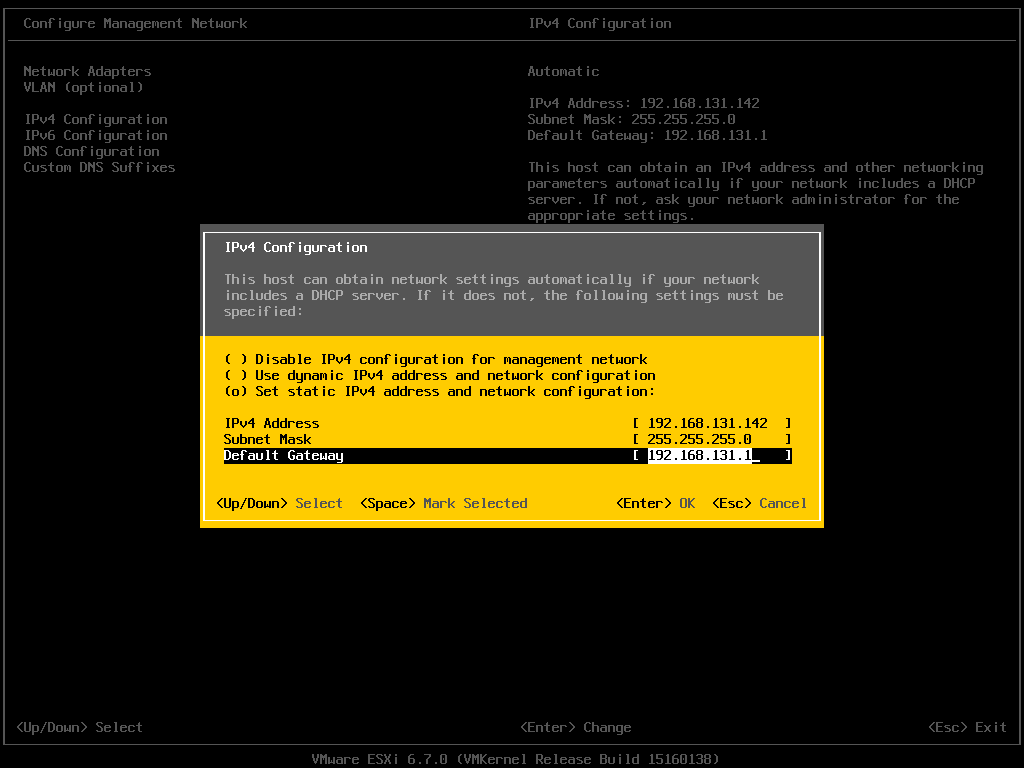 Configure Management Network
IPv4 Configuration
Network Adapters
VLAN (optional)
IPv4 Configuration
IPv6 Configuration
DNS Configuration
Custom DNS Suffixes
Automatic
IPv4 Address: 192.168.131.142
Subnet Mask: 255.255.255.0
Default Gateway: 192.168.131.1
This host can obtain an IPv4 address and other networking
parameters automatically if your network includes a DHCP
server. If not, ask your network administrator for the
appropriate settings.
IPv4 Configuration
This host can obtain network settings automatically if your network
includes a DHCP server. If it does not, the following settings must be
specified:
( ) Disable IPv4 configuration for management network
( ) Use dynamic IPv4 address and network configuration
(o) Set static IPv4 address and network configuration:
IPv4 Address [ 192.168.131.142 ]
Subnet Mask [ 255.255.255.0 ]
Default Gateway [ 192.168.131.1_ ]
<Up/Down> Select <Space> Mark Selected <Enter> OK <Esc> Cancel
<Up/Down> Select <Enter> Change <Esc> Exit
VMware ESXi 6.7.0 (VMKernel Release Build 15160138)